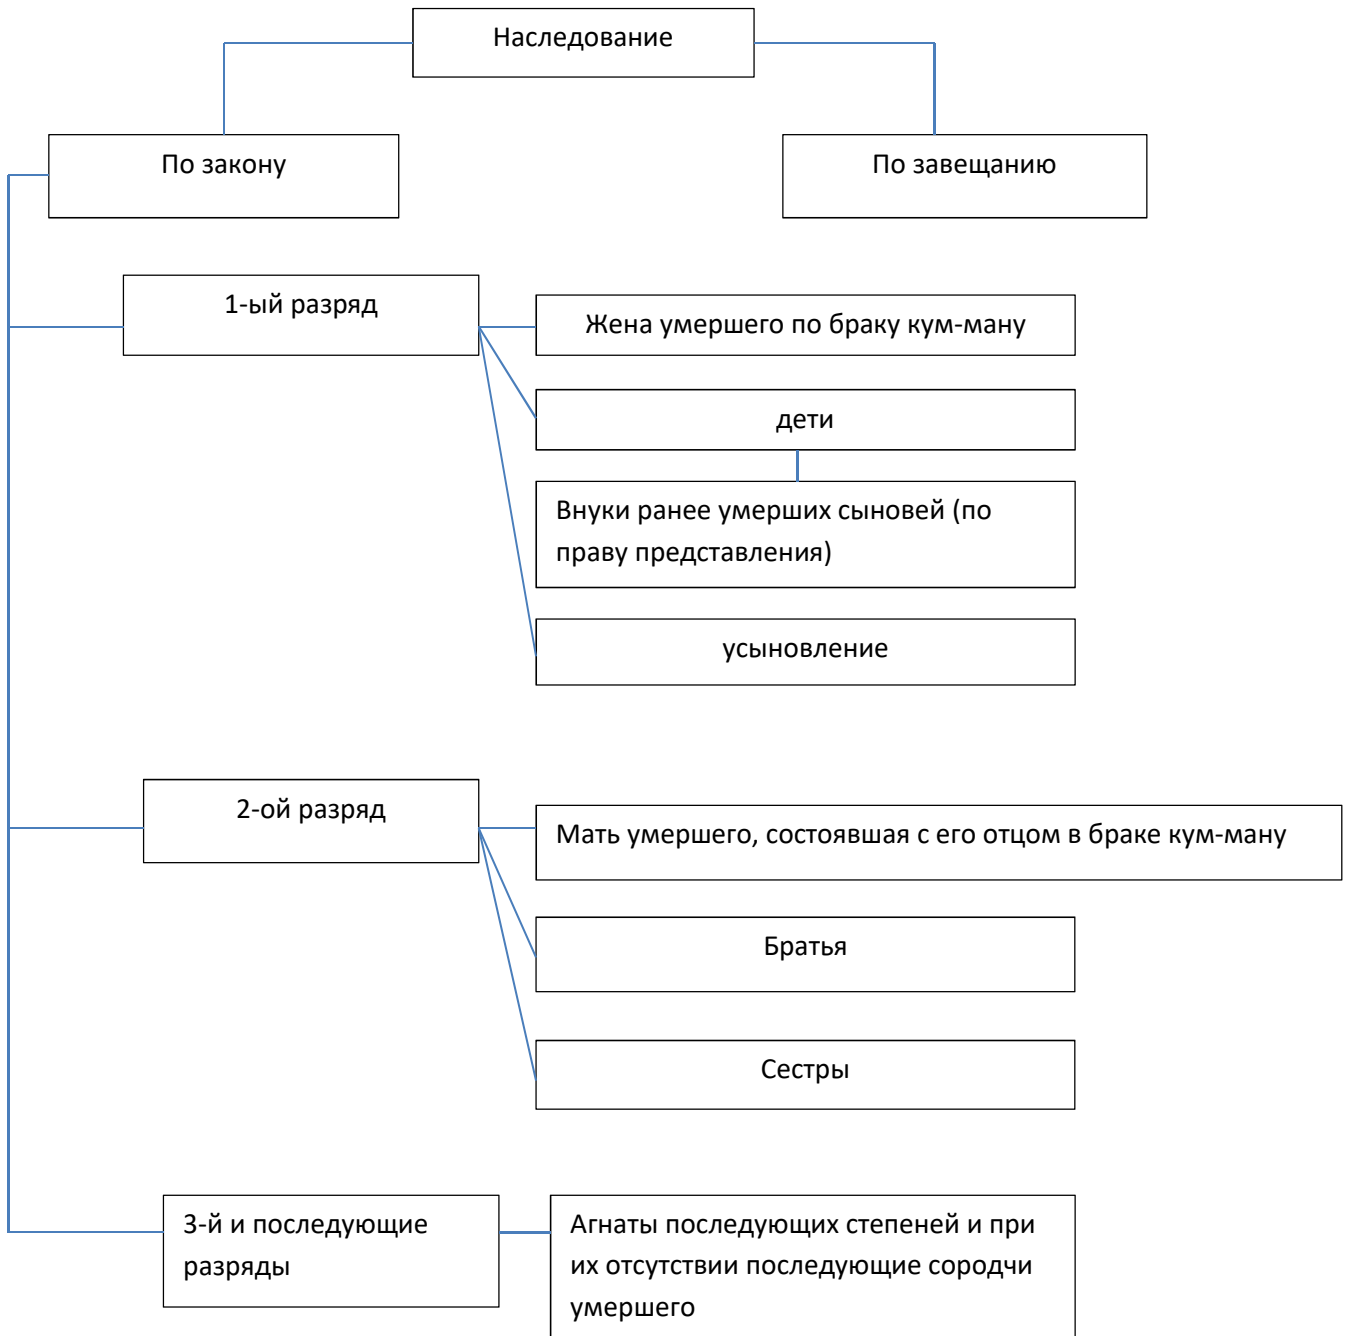 Наследование
По закону
По завещанию
1-ый разряд
Жена умершего по браку кум-ману
дети
Внуки ранее умерших сыновей (по
праву представления)
усыновление
2-ой разряд
Мать умершего, состоявшая с его отцом в браке кум-ману
Братья
Сестры
3-й и последующие
разряды
Агнаты последующих степеней и при
их отсутствии последующие сородчи
умершего